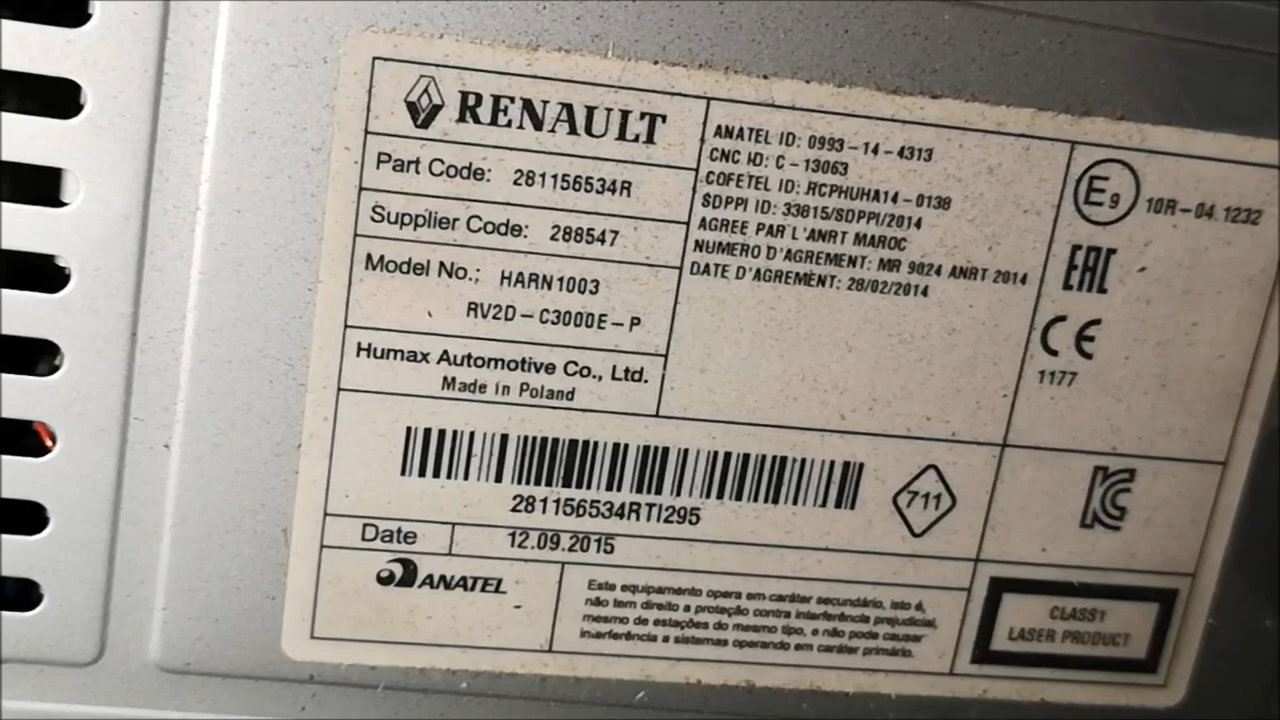 RENAULT
Part Code: 281156534R
Supplier Code: 288547
Model No.; HARN1003
RV2D-C3000E-P
Humax Automotive Co., Ltd.
Made in Poland
ANATEL ID: 0993-14-4313
CNC ID: C-13063
COFETEL ID: RCPHUHA14-0138
SDPPI ID: 33815/SDPPI/2014
AGREE PAR L'ANRT MAROC
NUMERO D'AGREMENT: MR 9024 ANRT 2014
DATE D'AGREMENT: 28/02/2014
E9 10R-04.1232
EAC
CE
1177
281156534RTI295
711
KC
Date 12.09.2015
ANATEL
Este equipamento opera em caráter secundário, isto é,
não tem direito a proteção contra interferência prejudicial,
mesmo de estações do mesmo tipo, e não pode causar
interferência a sistemas operando em caráter primário.
CLASS1
LASER PRODUCT